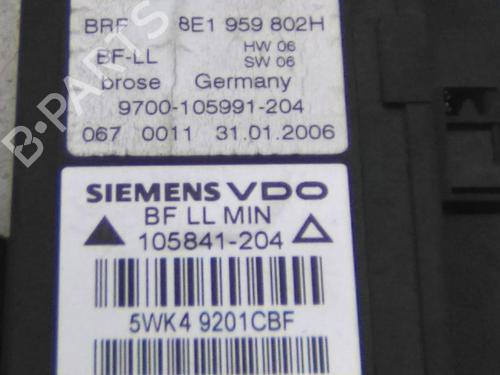 BRF 8E1 959 802H
BF-LL HW 06
SW 06
brose Germany
9700-105991-204
067 0011 31.01.2006
SIEMENS VDO
BF LL MIN
105841-204
5WK4 9201CBF
B-PARTS